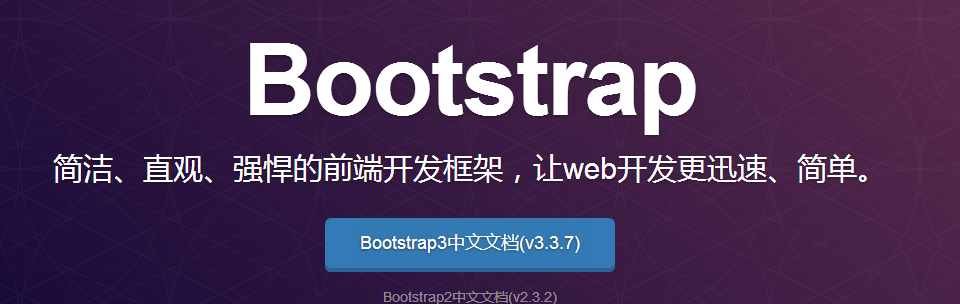 Bootstrap
简洁、直观、强悍的前端开发框架，让web开发更迅速、简单。
Bootstrap3中文文档(v3.3.7)
Bootstrap2中文文档(v2.3.2)